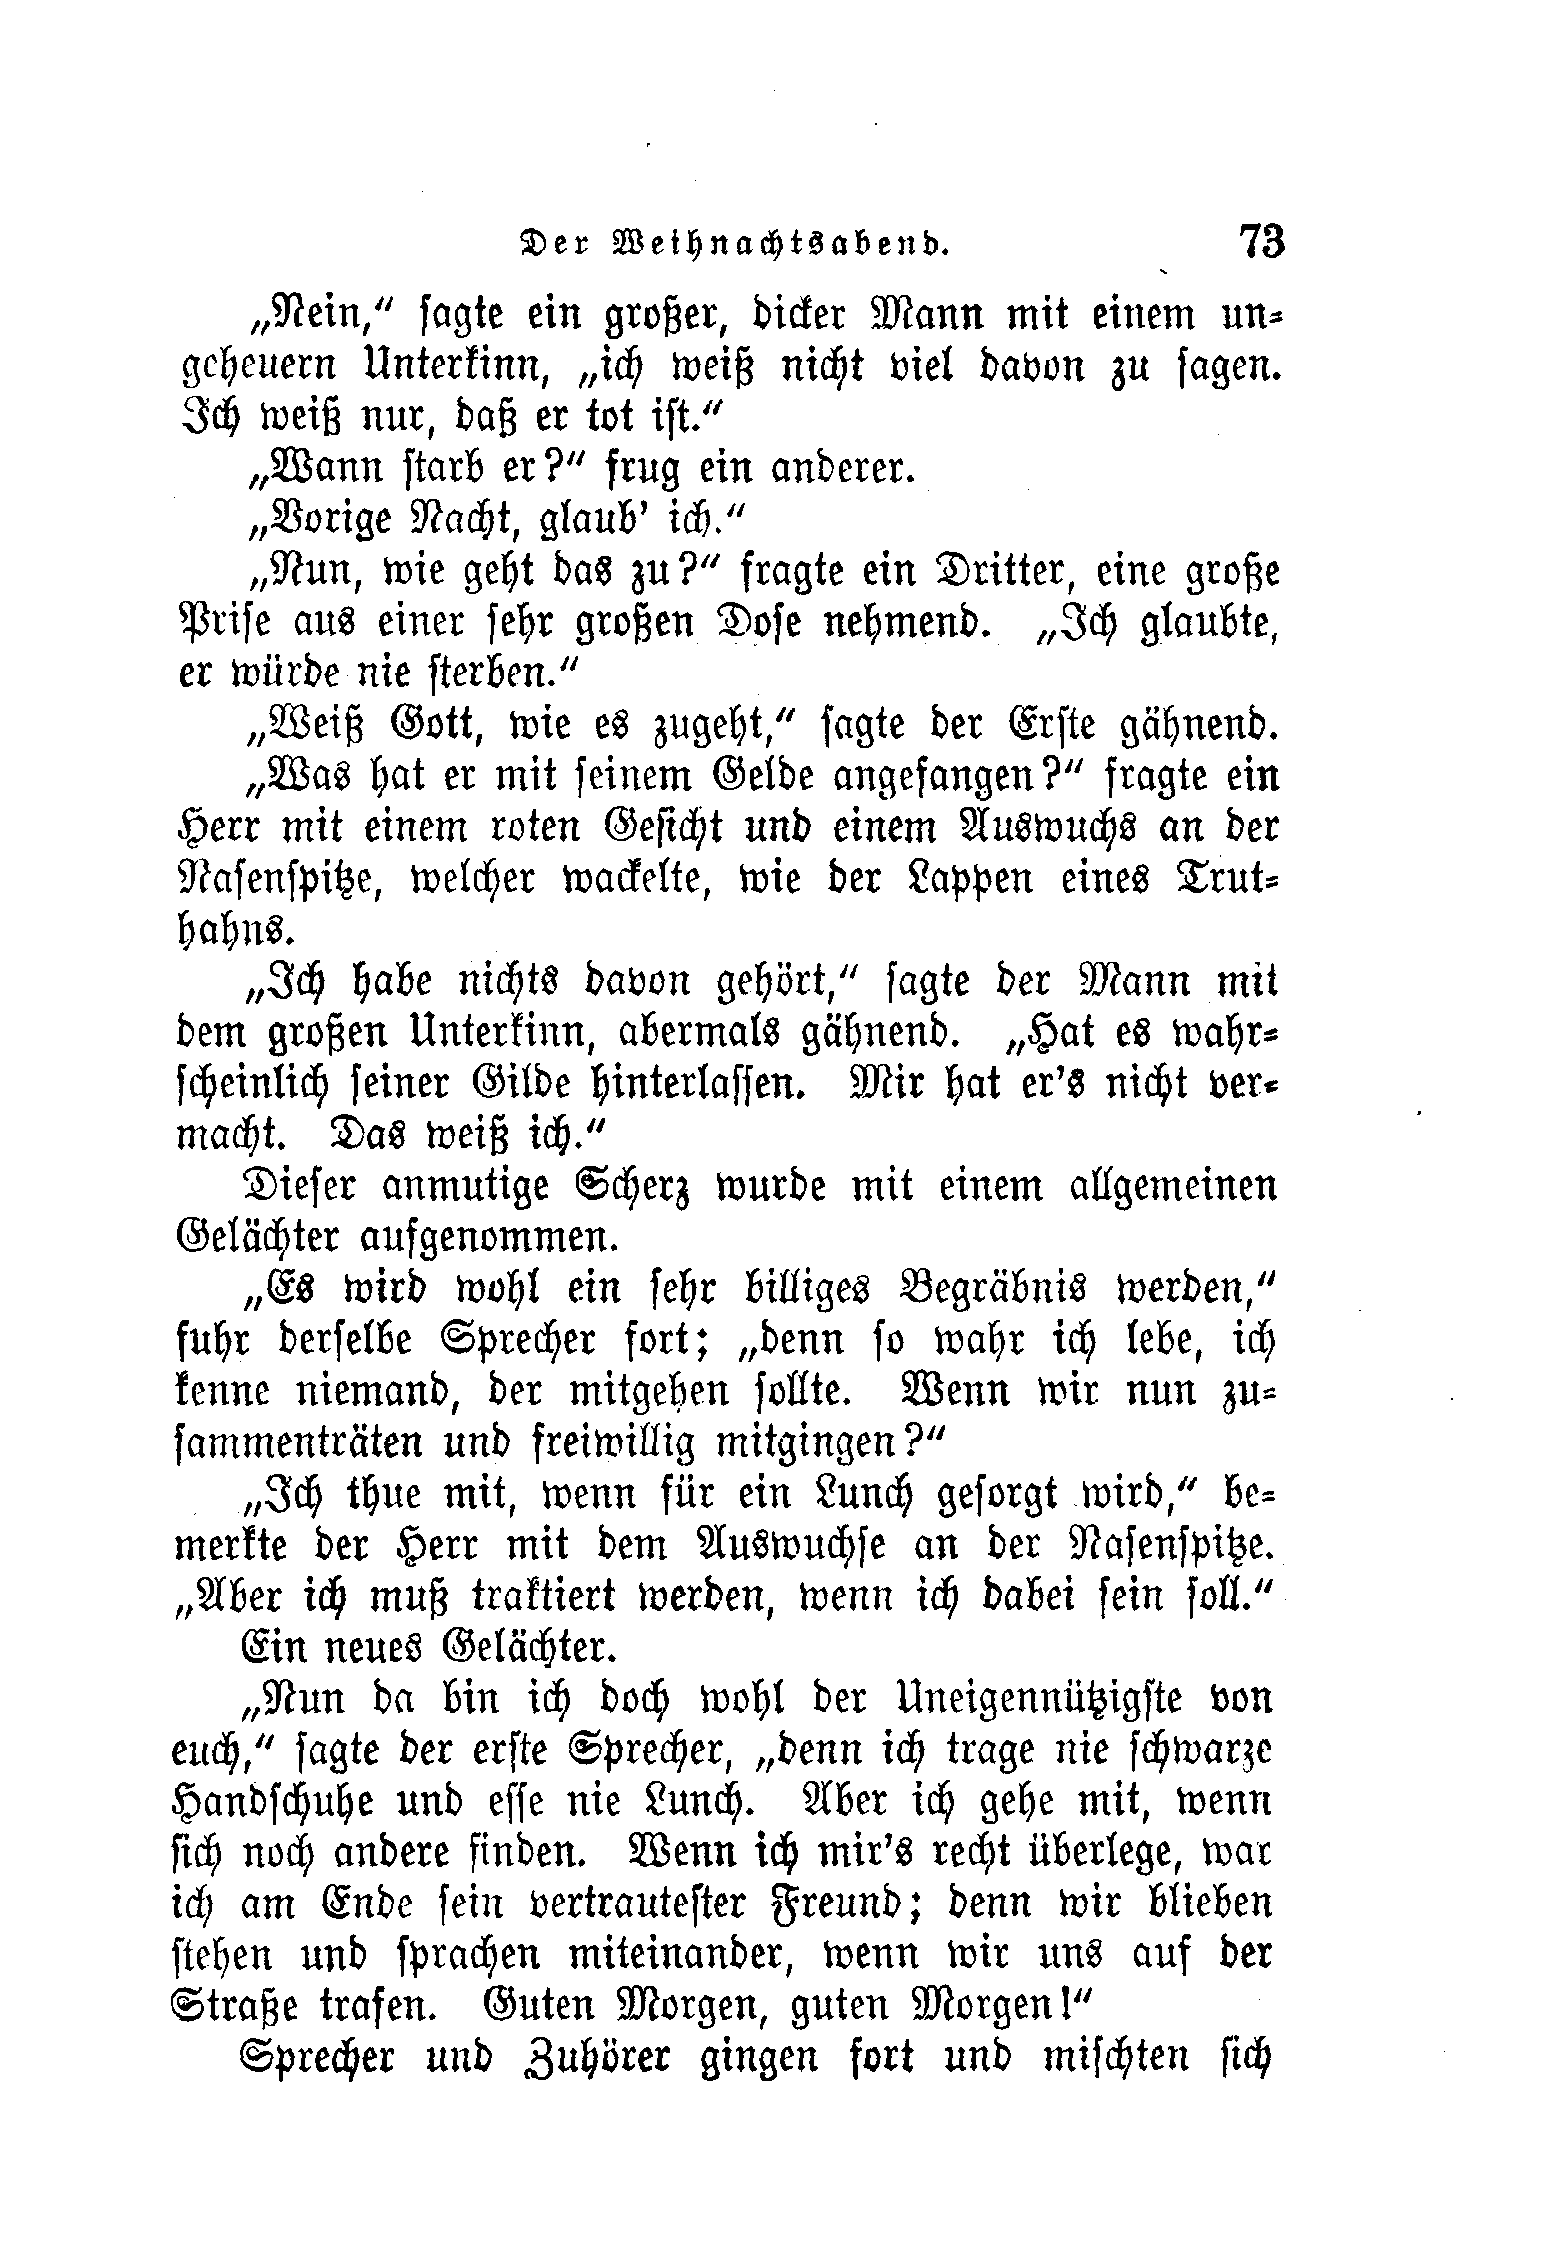 Der Weihnachtsabend. 73
„Nein,“ sagte ein großer, dicker Mann mit einem un-
geheuern Unterkinn, „ich weiß nicht viel davon zu sagen.
Ich weiß nur, daß er tot ist.“
„Wann starb er?“ frug ein anderer.
„Vorige Nacht, glaub’ ich.“
„Nun, wie geht das zu?“ fragte ein Dritter, eine große
Prise aus einer sehr großen Dose nehmend. „Ich glaubte,
er würde nie sterben.“
„Weiß Gott, wie es zugeht,“ sagte der Erste gähnend.
„Was hat er mit seinem Gelde angefangen?“ fragte ein
Herr mit einem roten Gesicht und einem Auswuchs an der
Nasenspitze, welcher wackelte, wie der Lappen eines Trut-
hahns.
„Ich habe nichts davon gehört,“ sagte der Mann mit
dem großen Unterkinn, abermals gähnend. „Hat es wahr-
scheinlich seiner Gilde hinterlassen. Mir hat er’s nicht ver-
macht. Das weiß ich.“
Dieser anmutige Scherz wurde mit einem allgemeinen
Gelächter aufgenommen.
„Es wird wohl ein sehr billiges Begräbnis werden,“
fuhr derselbe Sprecher fort; „denn so wahr ich lebe, ich
kenne niemand, der mitgehen sollte. Wenn wir nun zu-
sammenträten und freiwillig mitgingen?“
„Ich thue mit, wenn für ein Lunch gesorgt wird,“ be-
merkte der Herr mit dem Auswuchse an der Nasenspitze.
„Aber ich muß traktiert werden, wenn ich dabei sein soll.“
Ein neues Gelächter.
„Nun da bin ich doch wohl der Uneigennützigste von
euch,“ sagte der erste Sprecher, „denn ich trage nie schwarze
Handschuhe und esse nie Lunch. Aber ich gehe mit, wenn
sich noch andere finden. Wenn ich mir’s recht überlege, war
ich am Ende sein vertrautester Freund; denn wir blieben
stehen und sprachen miteinander, wenn wir uns auf der
Straße trafen. Guten Morgen, guten Morgen!“
Sprecher und Zuhörer gingen fort und mischten sich